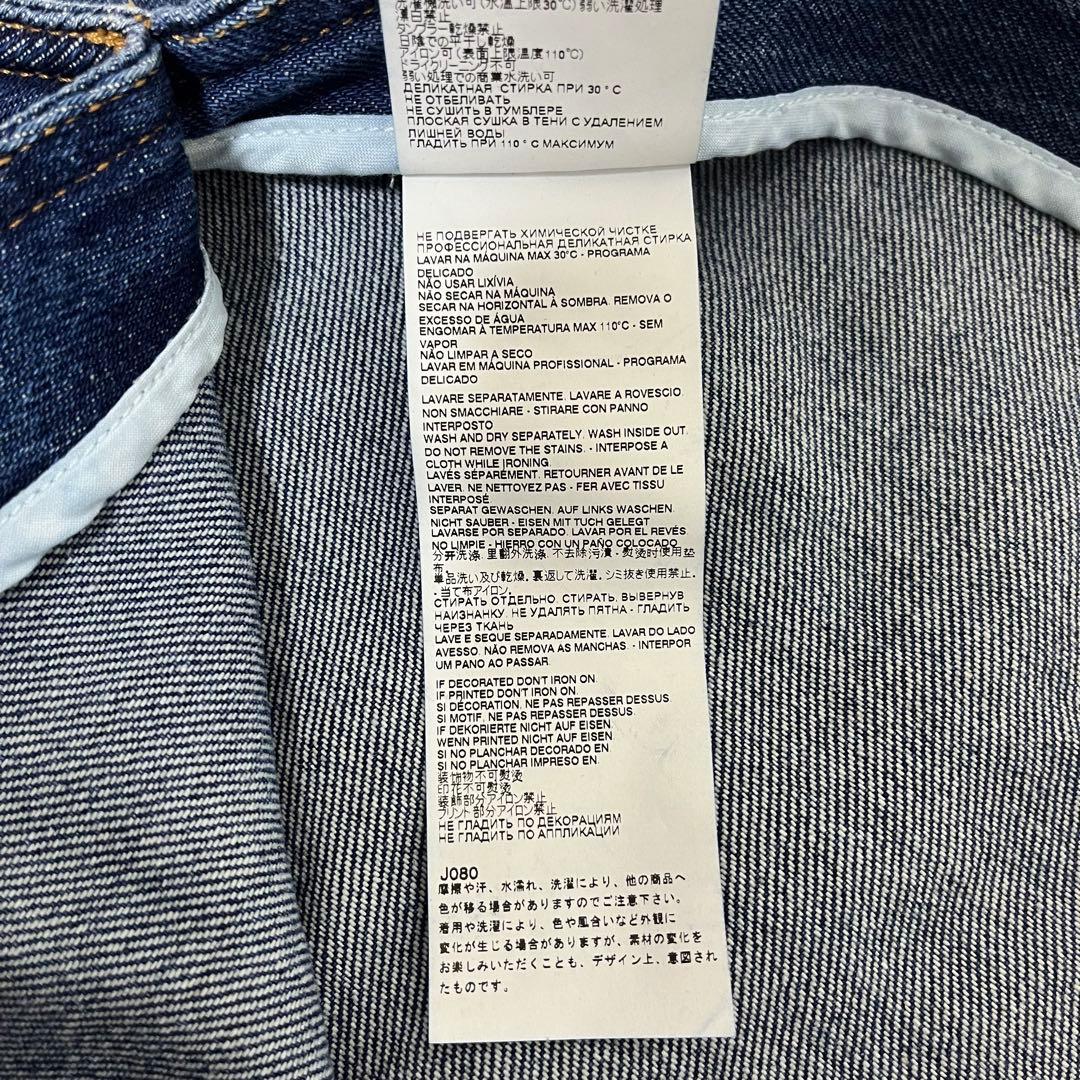 洗濯機洗い可(水温上限30℃)弱い洗濯処理
漂白禁止
タンブラー乾燥禁止
日陰での平干し乾燥
アイロン可(表面上限温度110℃)
ドライクリーニング不可
弱い処理での商業水洗い可
ДЕЛИКАТНАЯ СТИРКА ПРИ 30°C
НЕ ОТБЕЛИВАТЬ
НЕ СУШИТЬ В ТУМБЛЕРЕ
ПЛОСКАЯ СУШКА В ТЕНИ С УДАЛЕНИЕМ
ЛИШНЕЙ ВОДЫ
ГЛАДИТЬ ПРИ 110° С МАКСИМУМ
НЕ ПОДВЕРГАТЬ ХИМИЧЕСКОЙ ЧИСТКЕ
ПРОФЕССИОНАЛЬНАЯ ДЕЛИКАТНАЯ СТИРКА
LAVAR NA MÁQUINA MAX 30°C - PROGRAMA
DELICADO
NÃO USAR LIXÍVIA
NÃO SECAR NA MÁQUINA
SECAR NA HORIZONTAL À SOMBRA. REMOVA O
EXCESSO DE ÁGUA
ENGOMAR À TEMPERATURA MAX 110°C - SEM
VAPOR
NÃO LIMPAR A SECO
LAVAR EM MÁQUINA PROFISSIONAL - PROGRAMA
DELICADO
LAVARE SEPARATAMENTE. LAVARE A ROVESCIO.
NON SMACCHIARE - STIRARE CON PANNO
INTERPOSTO
WASH AND DRY SEPARATELY. WASH INSIDE OUT.
DO NOT REMOVE THE STAINS. - INTERPOSE A
CLOTH WHILE IRONING.
LAVÉS SÉPARÉMENT. RETOURNER AVANT DE LE
LAVER. NE NETTOYEZ PAS - FER AVEC TISSU
INTERPOSÉ.
SEPARAT GEWASCHEN. AUF LINKS WASCHEN.
NICHT SAUBER - EISEN MIT TUCH GELEGT
LAVARSE POR SEPARADO. LAVAR POR EL REVÉS.
NO LIMPIE - HIERRO CON UN PAÑO COLOCADO
分开洗涤. 里翻外洗涤. 不去除污渍 - 熨烫时使用垫
布.
単品洗い及び乾燥. 裏返して洗濯. シミ抜き使用禁止.
- 当て布アイロン.
СТИРАТЬ ОТДЕЛЬНО. СТИРАТЬ, ВЫВЕРНУВ
НАИЗНАНКУ. НЕ УДАЛЯТЬ ПЯТНА - ГЛАДИТЬ
ЧЕРЕЗ ТКАНЬ
LAVE E SEQUE SEPARADAMENTE. LAVAR DO LADO
AVESSO. NÃO REMOVA AS MANCHAS. - INTERPOR
UM PANO AO PASSAR.
IF DECORATED DON'T IRON ON.
IF PRINTED DON'T IRON ON.
SI DÉCORATION, NE PAS REPASSER DESSUS.
SI MOTIF, NE PAS REPASSER DESSUS.
IF DEKORIERTE NICHT AUF EISEN.
WENN PRINTED NICHT AUF EISEN.
SI NO PLANCHAR DECORADO EN.
SI NO PLANCHAR IMPRESO EN.
装饰物不可熨烫
印花不可熨烫
装飾部分アイロン禁止
プリント部分アイロン禁止
НЕ ГЛАДИТЬ ПО ДЕКОРАЦИЯМ
НЕ ГЛАДИТЬ ПО АППЛИКАЦИИ
J080
摩擦や汗、水濡れ、洗濯により、他の商品へ
色が移る場合がありますのでご注意下さい。
着用や洗濯により、色や風合いなど外観に
変化が生じる場合がありますが、素材の変化を
お楽しみいただくことも、デザイン上、意図され
たものです。